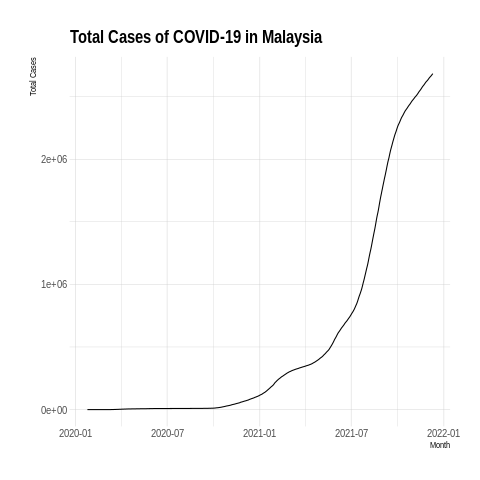 Total Cases of COVID-19 in Malaysia
Total Cases
2e+06
1e+06
0e+00
2020-01 2020-07 2021-01 2021-07 2022-01
Month